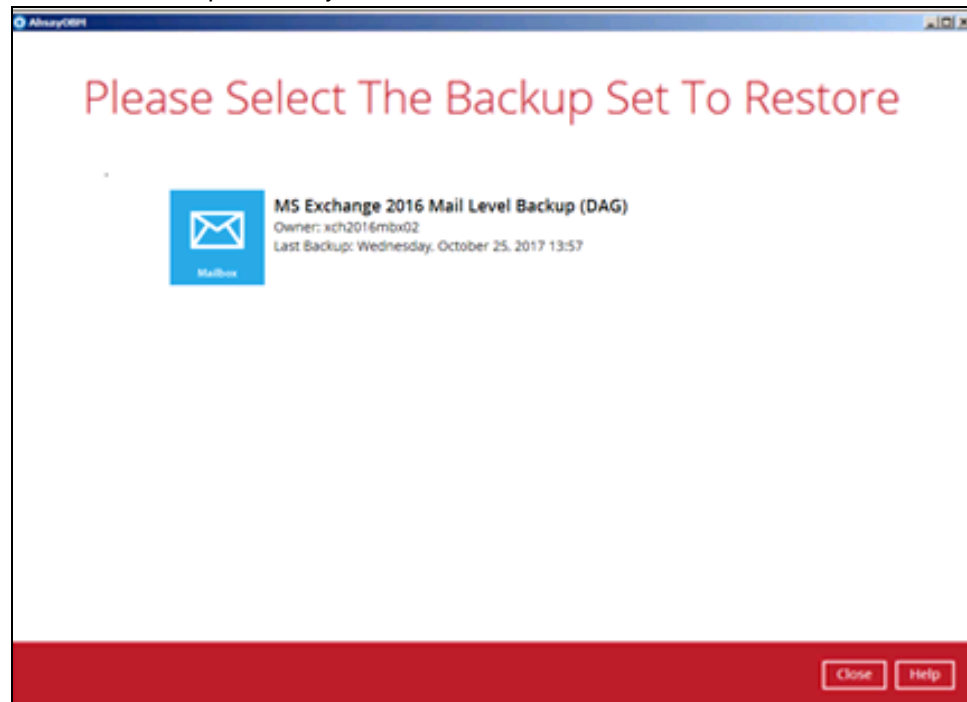 AhsayOBM
Please Select The Backup Set To Restore
MS Exchange 2016 Mail Level Backup (DAG)
Owner: xch2016mbx02
Last Backup: Wednesday, October 25, 2017 13:57
Mailbox
Close Help